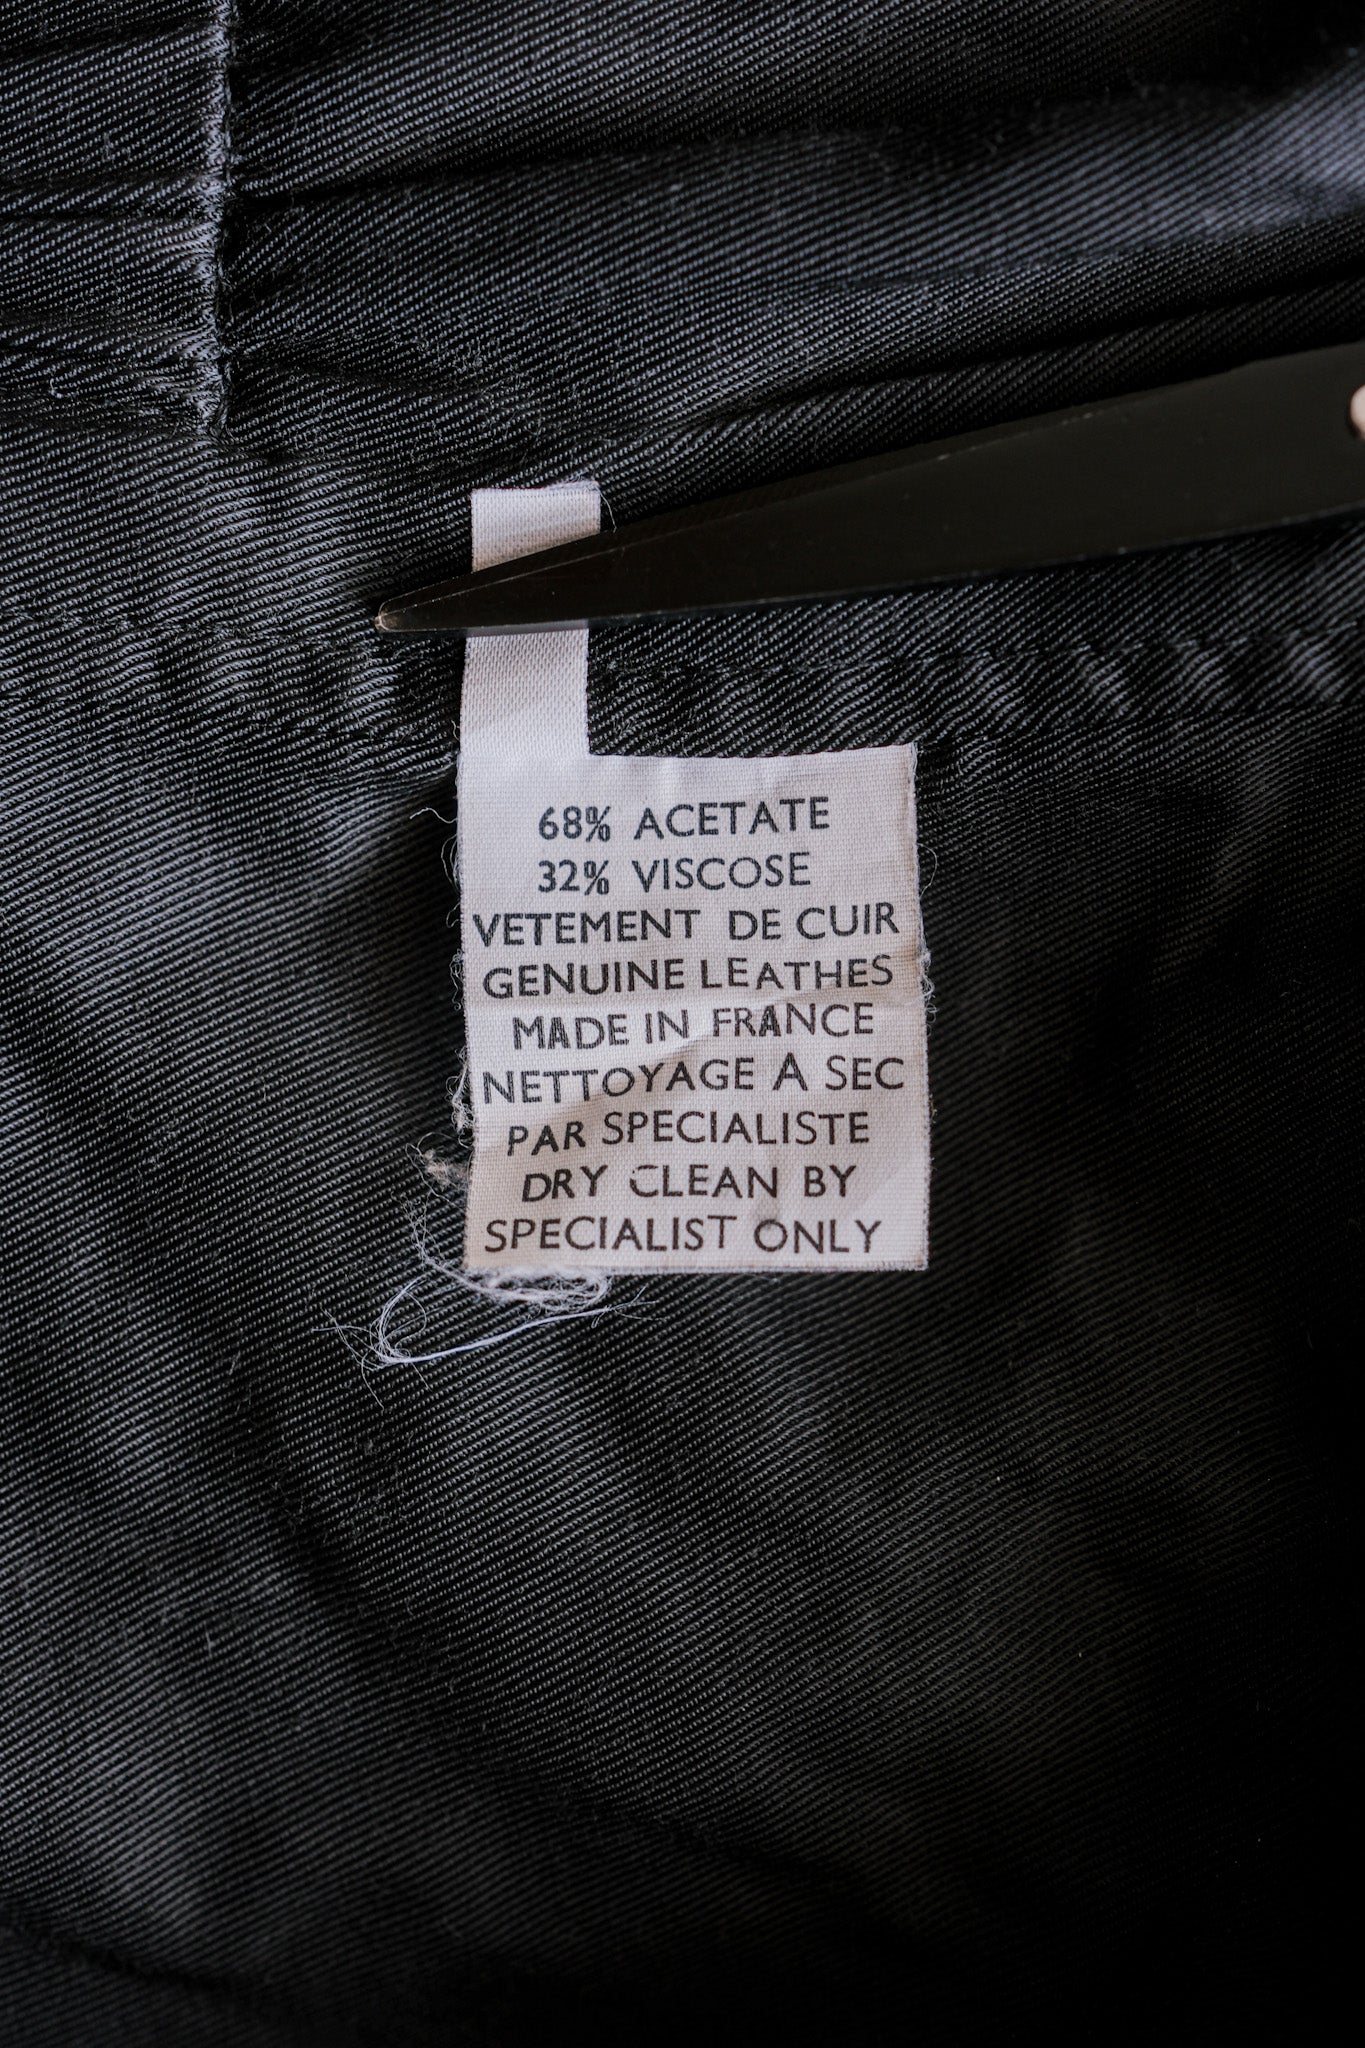 68% ACETATE
32% VISCOSE
VETEMENT DE CUIR
GENUINE LEATHES
MADE IN FRANCE
NETTOYAGE A SEC
PAR SPECIALISTE
DRY CLEAN BY
SPECIALIST ONLY